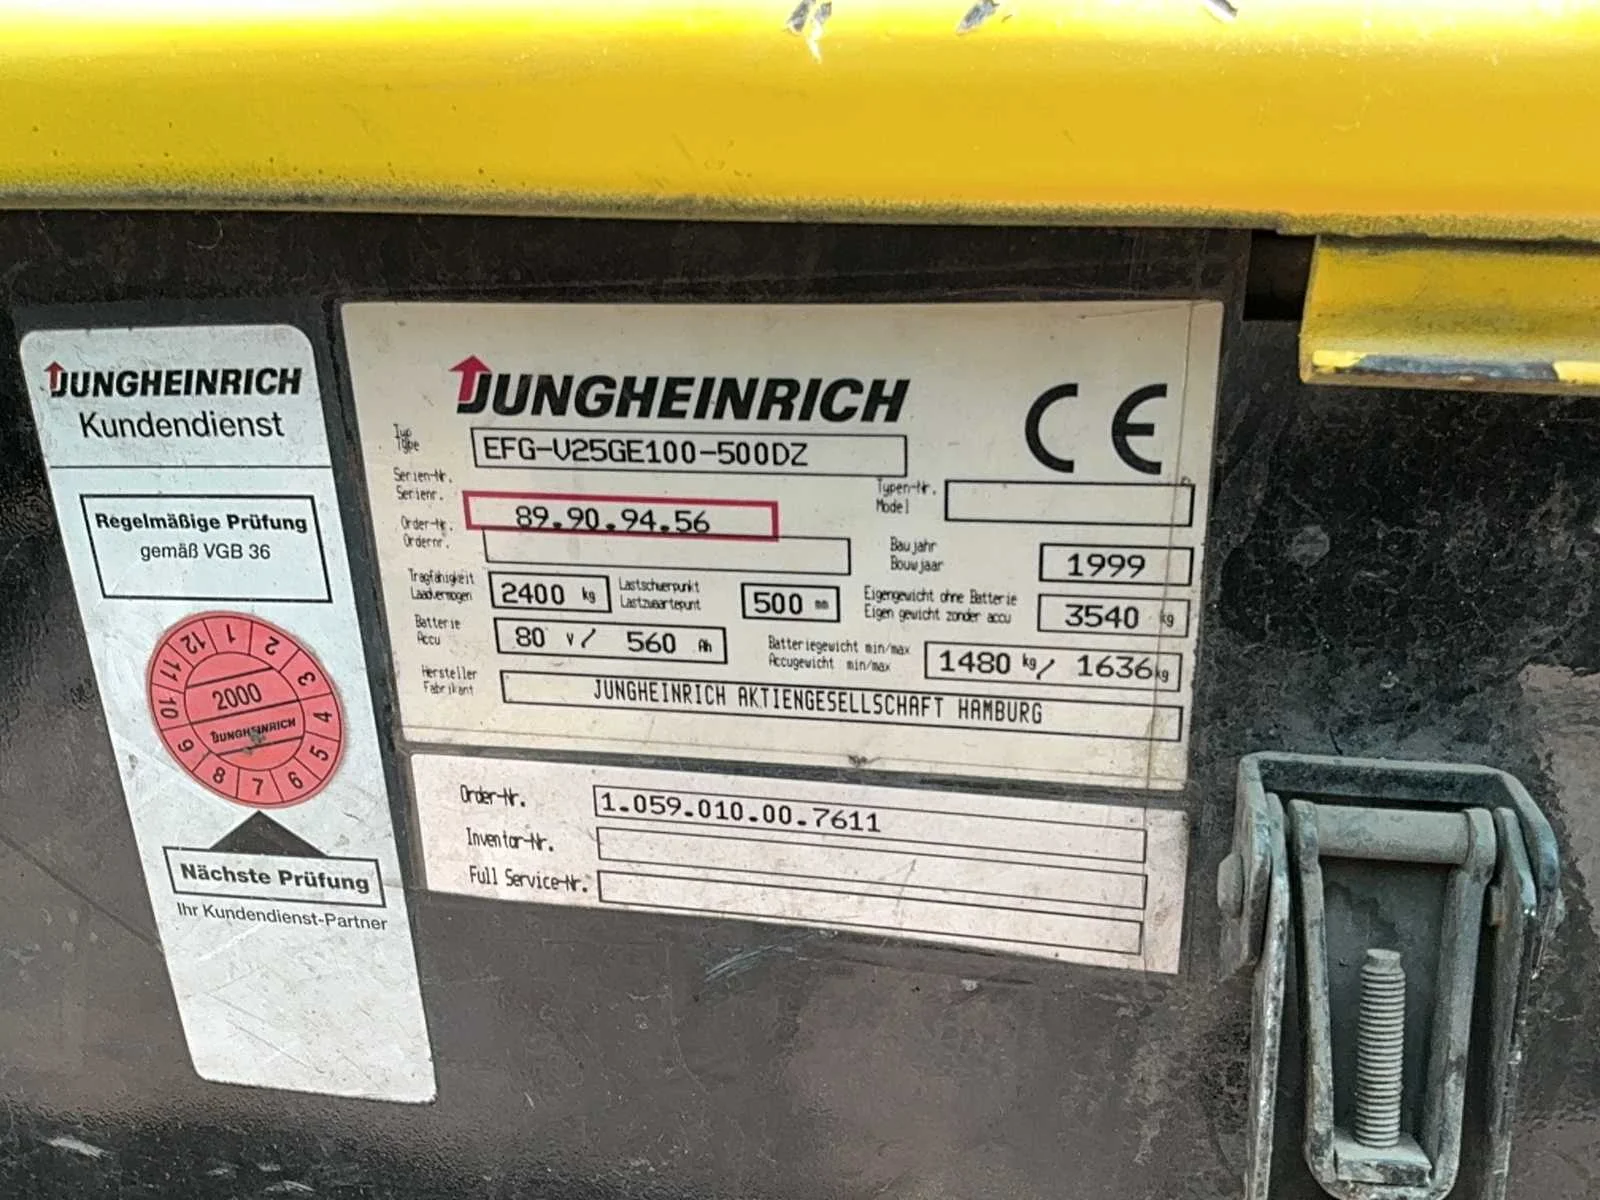 JUNGHEINRICH
Kundendienst
Regelmäßige Prüfung
gemäß VGB 36
1 2 3 4 5 6 7 8 9 10 11 12
2000
JUNGHEINRICH
Nächste Prüfung
Ihr Kundendienst-Partner
JUNGHEINRICH
CE
Typ
Type
EFG-V25GE100-500DZ
Serien-Nr.
Serienr.
89.90.94.56
Typen-Nr.
Model
Order-Nr.
Ordernr.
Baujahr
Bouwjaar
1999
Tragfähigkeit
Laadvermogen
2400 kg
Lastschwerpunkt
Lastzwaartepunt
500 mm
Eigengewicht ohne Batterie
Eigen gewicht zonder accu
3540 kg
Batterie
Accu
80 V/ 560 Ah
Batteriegewicht min/max
Accugewicht min/max
1480 kg/ 1636kg
Hersteller
Fabrikant
JUNGHEINRICH AKTIENGESELLSCHAFT HAMBURG
Order-Nr.
1.059.010.00.7611
Inventar-Nr.
Full Service-Nr.